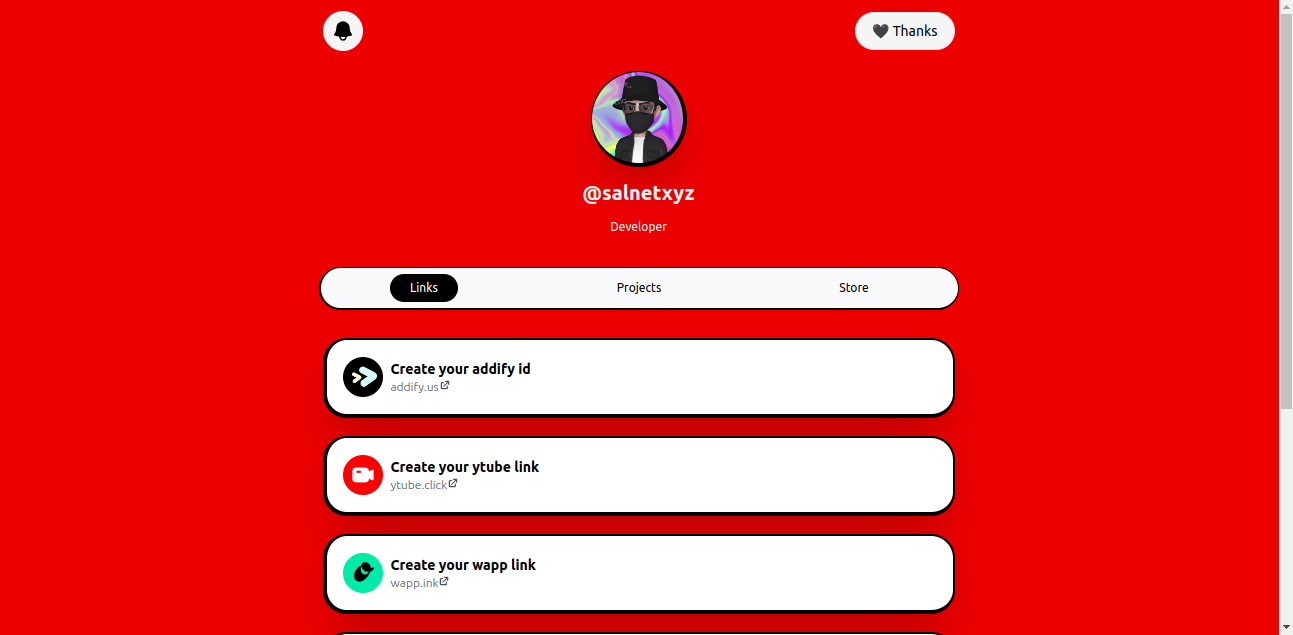 🖤 Thanks
@salnetxyz
Developer
Links
Projects
Store
Create your addify id
addify.us
Create your ytube link
ytube.click
Create your wapp link
wapp.ink